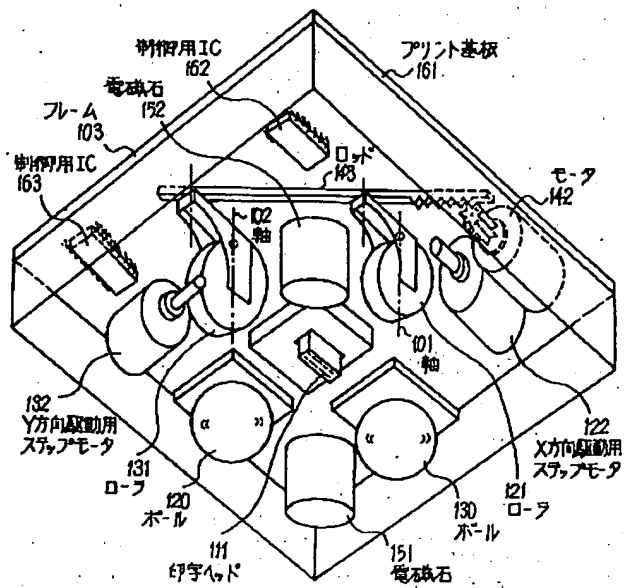 制御用IC
162
プリント基板
161
電磁石
152
フレーム
103
制御用IC
163
ロッド
143
モータ
142
102
軸
101
軸
132
Y方向駆動用
ステップモータ
131
ローラ
120
ボール
111
印字ヘッド
151
電磁石
130
ボール
121
ローラ
122
X方向駆動用
ステップモータ